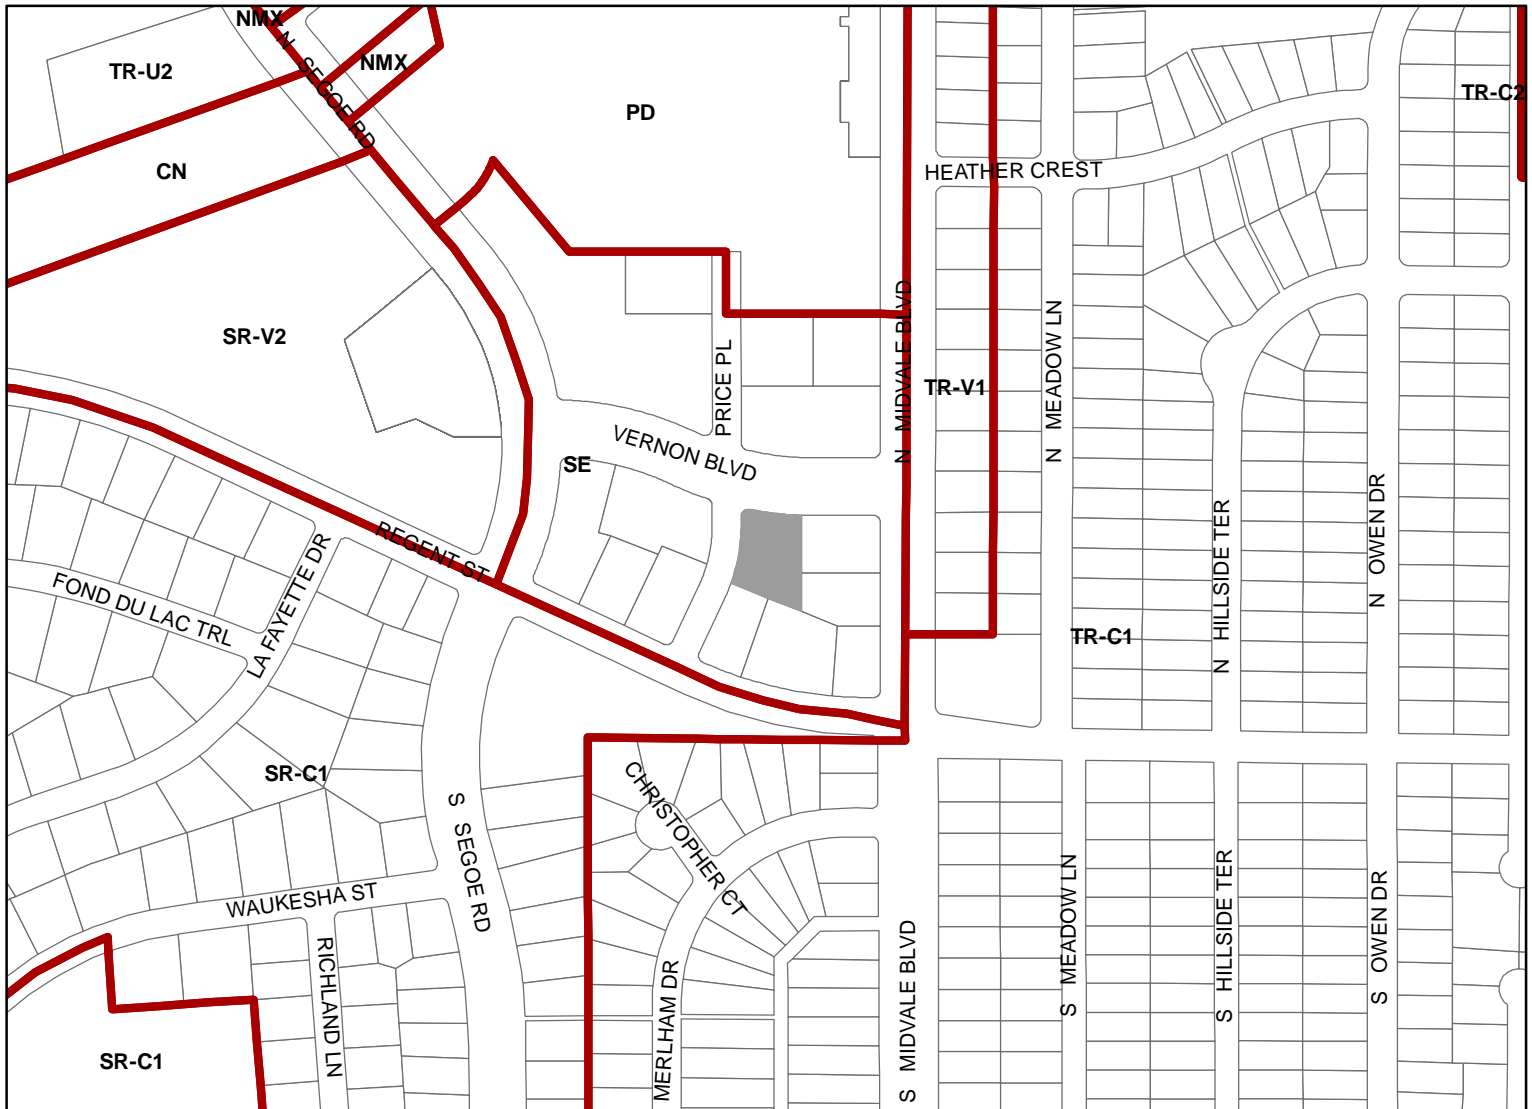 NMX
N SEGOE RD
NMX
TR-U2
TR-C2
PD
CN
HEATHER CREST
SR-V2
N MIDVALE BLVD
N MEADOW LN
PRICE PL
TR-V1
VERNON BLVD
SE
N HILLSIDE TER
N OWEN DR
REGENT ST
LA FAYETTE DR
FOND DU LAC TRL
TR-C1
SR-C1
CHRISTOPHER CT
S SEGOE RD
WAUKESHA ST
S MEADOW LN
S HILLSIDE TER
S OWEN DR
S MIDVALE BLVD
RICHLAND LN
MERLHAM DR
SR-C1